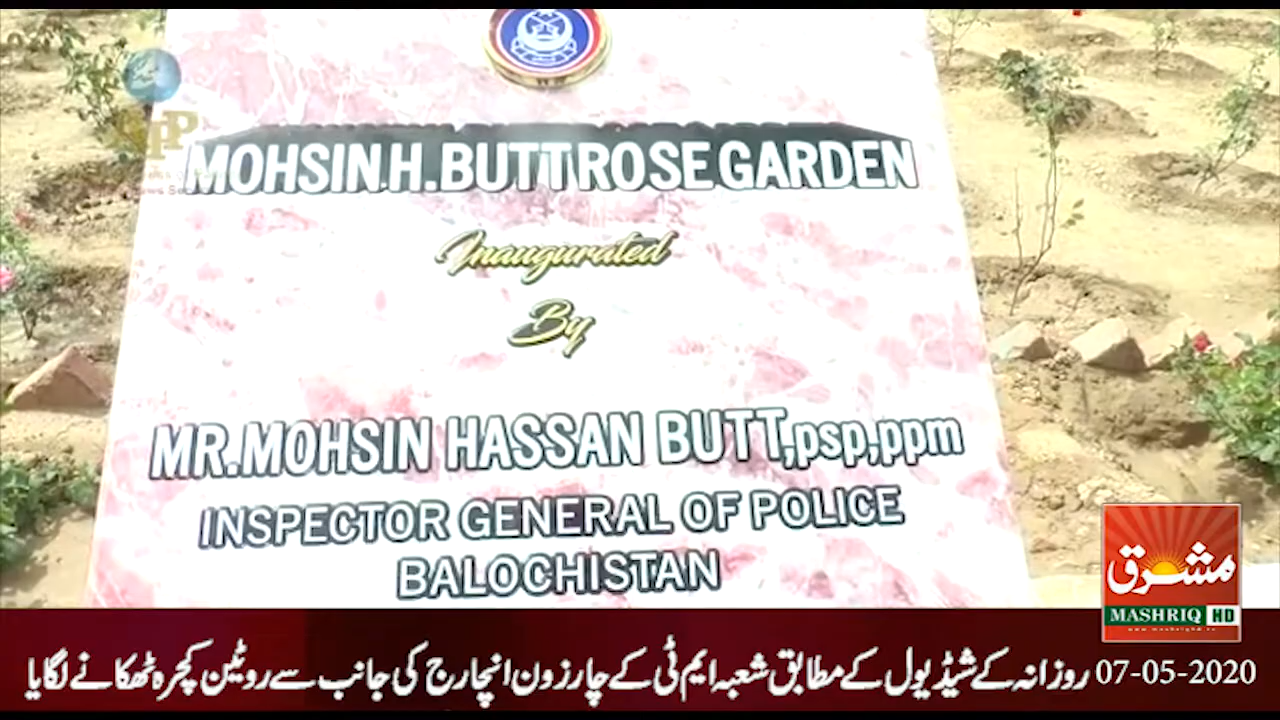 MOHSIN.H.BUTT ROSE GARDEN
Inaugurated
By
MR.MOHSIN HASSAN BUTT,psp,ppm
INSPECTOR GENERAL OF POLICE
BALOCHISTAN
مشرق
MASHRIQ HD
07-05-2020 روزانہ کے شیڈیول کے مطابق شعبہ ایم ٹی کے چار زون انچارج کی جانب سے روٹین کچرہ ٹھکانے لگایا